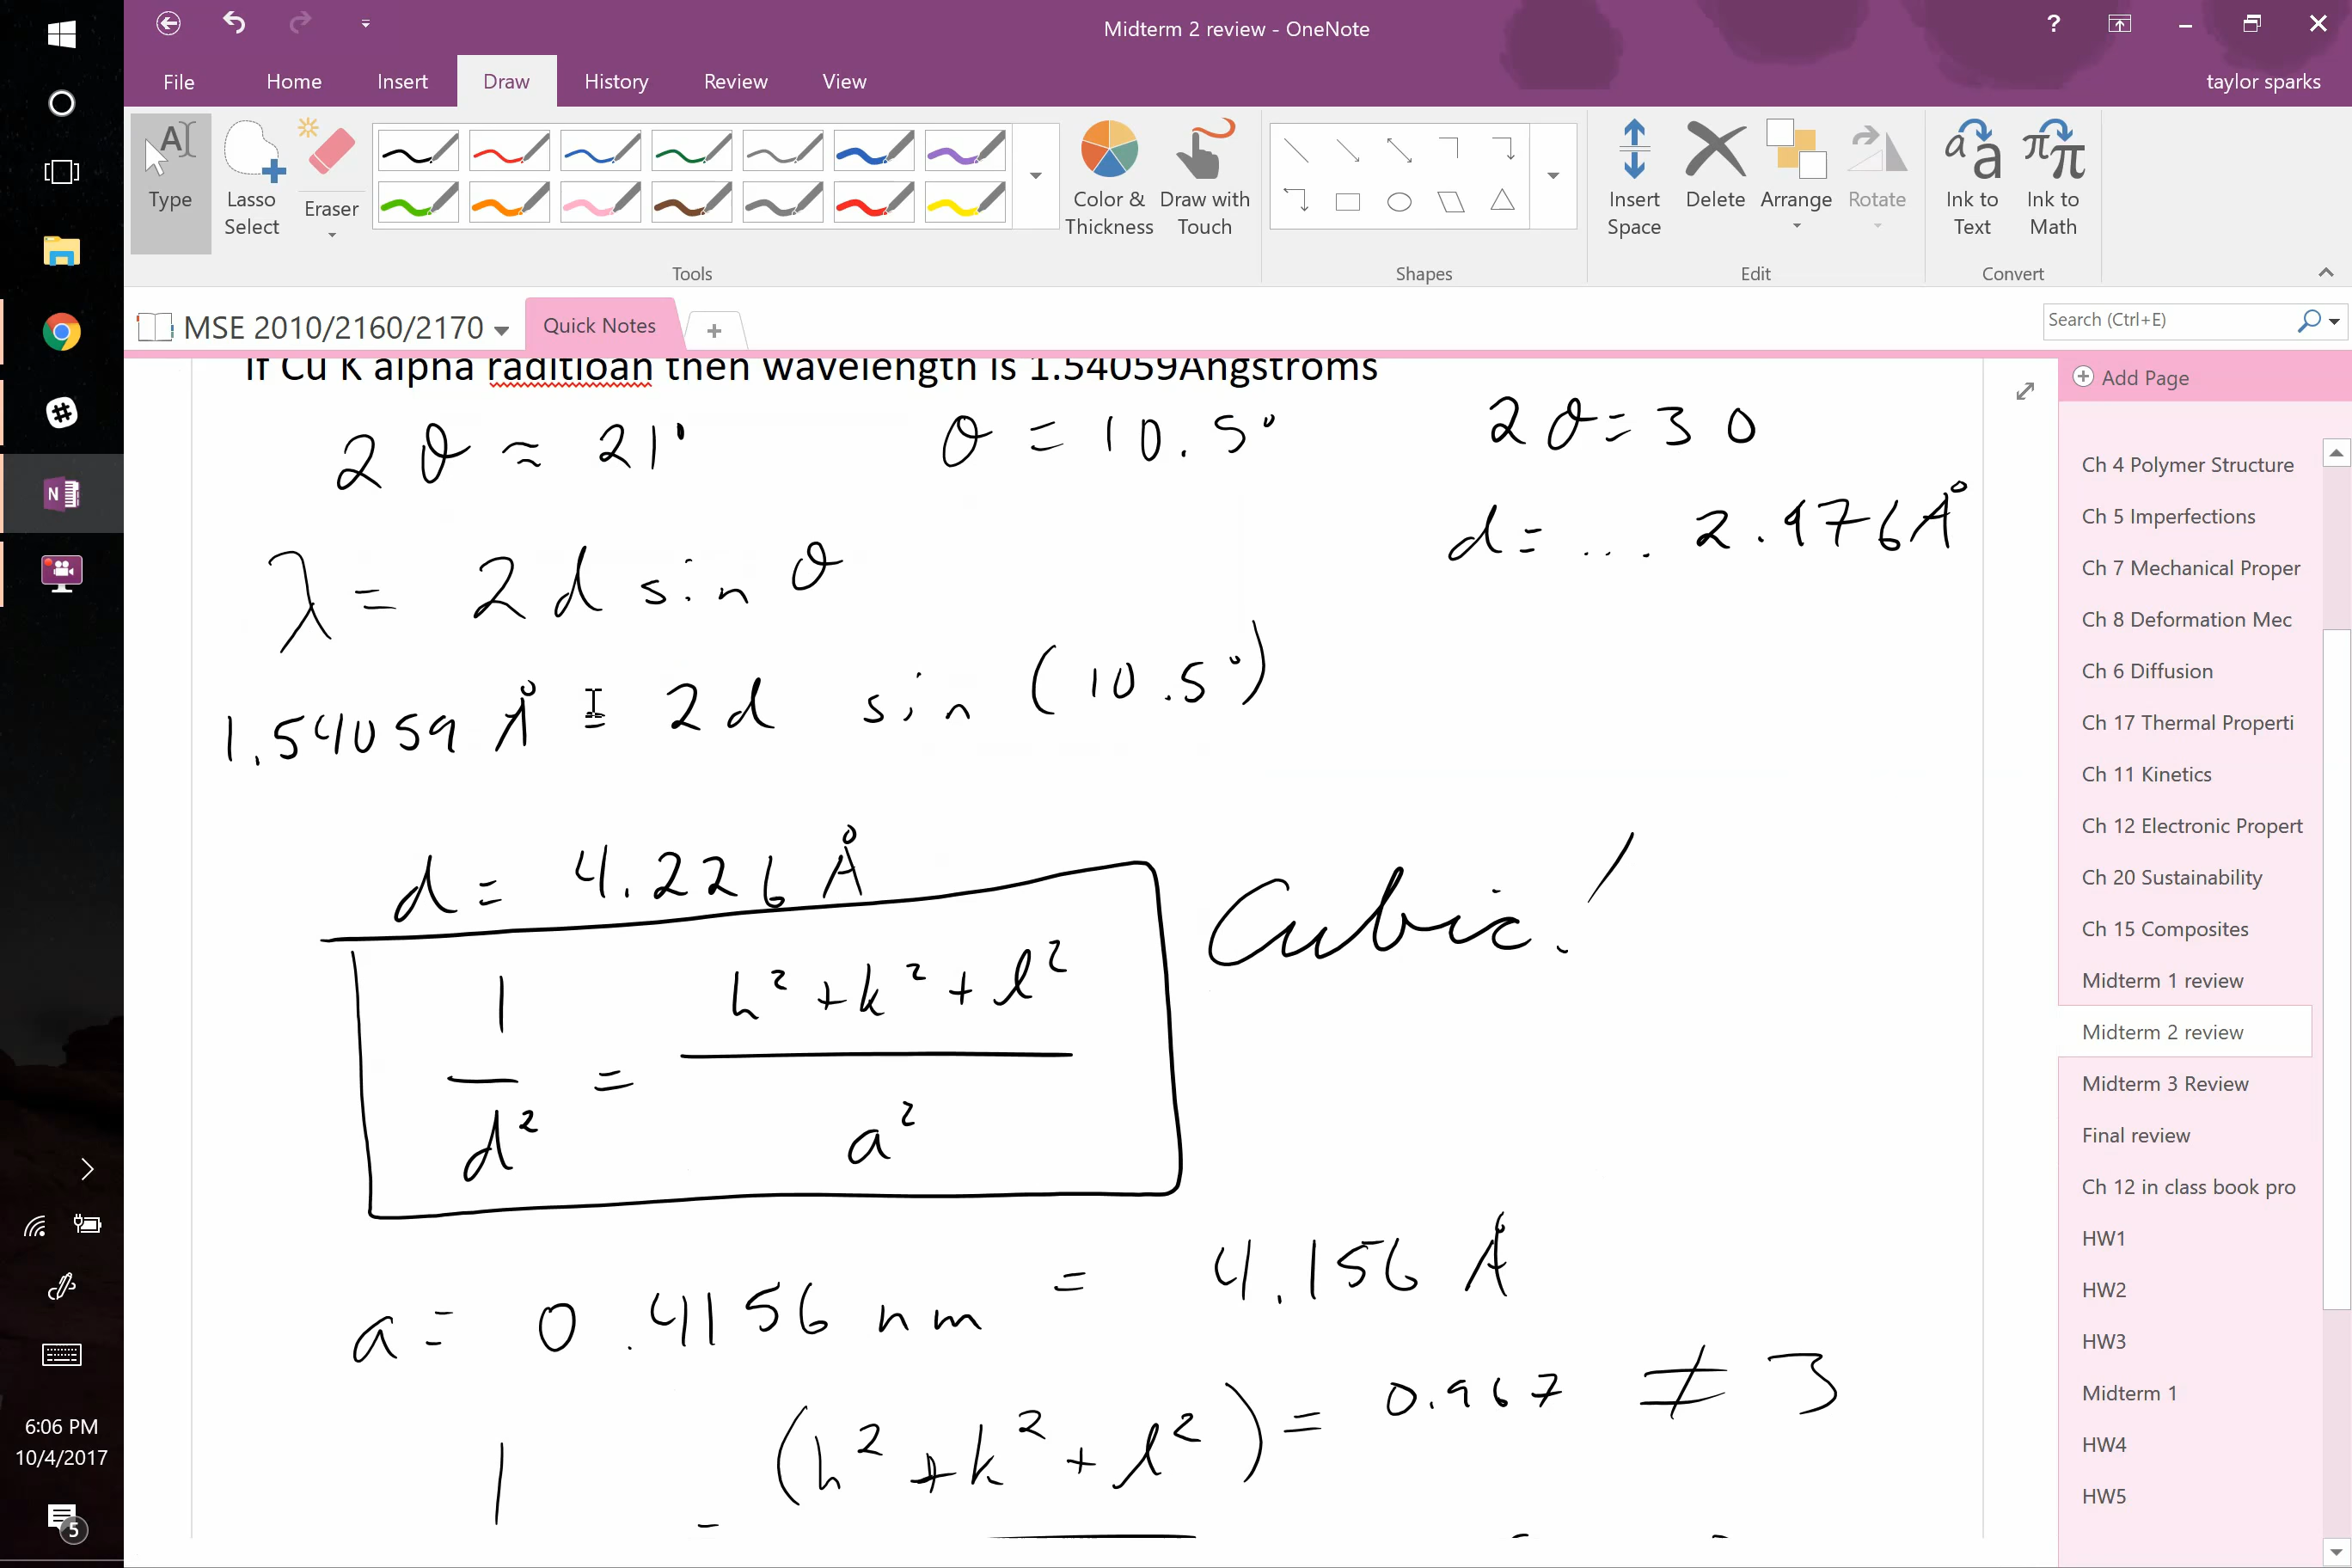 Midterm 2 review - OneNote
?
File Home Insert Draw History Review View
taylor sparks
Type
Lasso Select
Eraser
Color & Thickness
Draw with Touch
Insert Space
Delete
Arrange
Rotate
Ink to Text
Ink to Math
Tools
Shapes
Edit
Convert
MSE 2010/2160/2170
Quick Notes
Search (Ctrl+E)
If Cu K alpha raditioan then wavelength is 1.54059Angstroms
2θ ≈ 21° θ = 10.5° 2θ = 30
d = ... 2.976 Å
λ = 2 d sin θ
1.54059 Å = 2 d sin (10.5°)
d = 4.226 Å
Cubic!
1/d² = h² + k² + l² / a²
a = 0.4156 nm = 4.156 Å
(h² + k² + l²) = 0.967 ≠ 3
1
Add Page
Ch 4 Polymer Structure
Ch 5 Imperfections
Ch 7 Mechanical Proper
Ch 8 Deformation Mec
Ch 6 Diffusion
Ch 17 Thermal Properti
Ch 11 Kinetics
Ch 12 Electronic Propert
Ch 20 Sustainability
Ch 15 Composites
Midterm 1 review
Midterm 2 review
Midterm 3 Review
Final review
Ch 12 in class book pro
HW1
HW2
HW3
Midterm 1
HW4
HW5
6:06 PM
10/4/2017
5